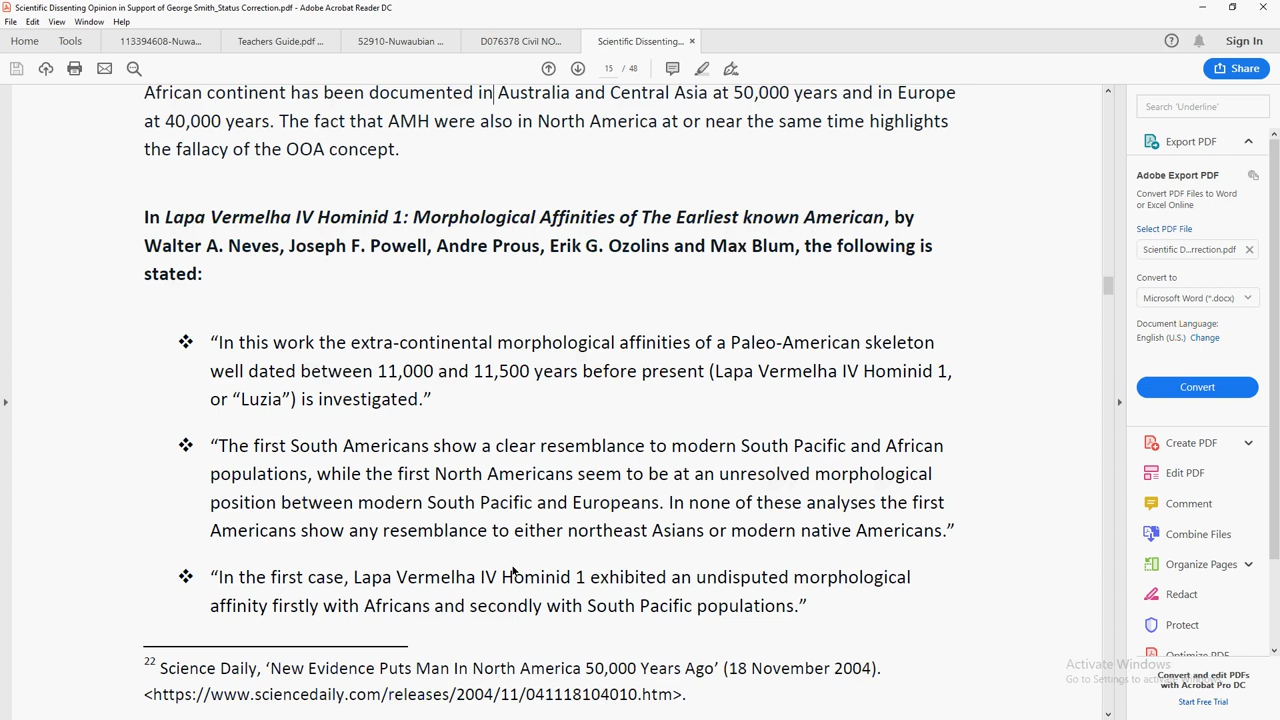 Scientific Dissenting Opinion in Support of George Smith_Status Correction.pdf - Adobe Acrobat Reader DC
File Edit View Window Help
Home Tools 113394608-Nuwa... Teachers Guide.pdf ... 52910-Nuwaubian ... D076378 Civil NO... Scientific Dissenting... × Sign In
15 / 48 Share
African continent has been documented in Australia and Central Asia at 50,000 years and in Europe
at 40,000 years. The fact that AMH were also in North America at or near the same time highlights
the fallacy of the OOA concept.
In Lapa Vermelha IV Hominid 1: Morphological Affinities of The Earliest known American, by
Walter A. Neves, Joseph F. Powell, Andre Prous, Erik G. Ozolins and Max Blum, the following is
stated:
❖ “In this work the extra-continental morphological affinities of a Paleo-American skeleton
well dated between 11,000 and 11,500 years before present (Lapa Vermelha IV Hominid 1,
or “Luzia”) is investigated.”
❖ “The first South Americans show a clear resemblance to modern South Pacific and African
populations, while the first North Americans seem to be at an unresolved morphological
position between modern South Pacific and Europeans. In none of these analyses the first
Americans show any resemblance to either northeast Asians or modern native Americans.”
❖ “In the first case, Lapa Vermelha IV Hominid 1 exhibited an undisputed morphological
affinity firstly with Africans and secondly with South Pacific populations.”
22 Science Daily, ‘New Evidence Puts Man In North America 50,000 Years Ago’ (18 November 2004).
<https://www.sciencedaily.com/releases/2004/11/041118104010.htm>.
Search 'Underline'
Export PDF
Adobe Export PDF
Convert PDF Files to Word
or Excel Online
Select PDF File
Scientific D...rrection.pdf ×
Convert to
Microsoft Word (*.docx)
Document Language:
English (U.S.) Change
Convert
Create PDF
Edit PDF
Comment
Combine Files
Organize Pages
Redact
Protect
Optimize PDF
Activate Windows
Go to Settings to activate
Convert and edit PDFs
with Acrobat Pro DC
Start Free Trial